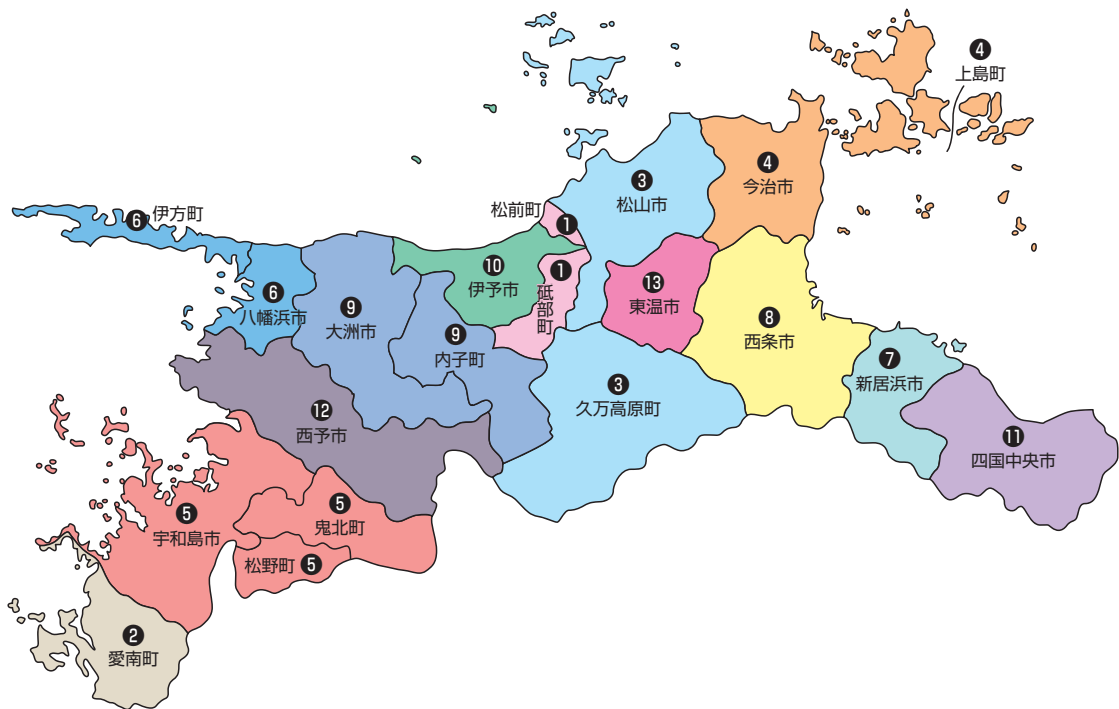 ❹
上島町
❹
今治市
❸
松山市
❻ 伊方町
松前町
❶
❿
伊予市
❶
砥部町
⓭
東温市
❻
八幡浜市
❾
大洲市
❾
内子町
❽
西条市
❼
新居浜市
❸
久万高原町
⓬
西予市
⓫
四国中央市
❺
宇和島市
❺
鬼北町
松野町 ❺
❷
愛南町